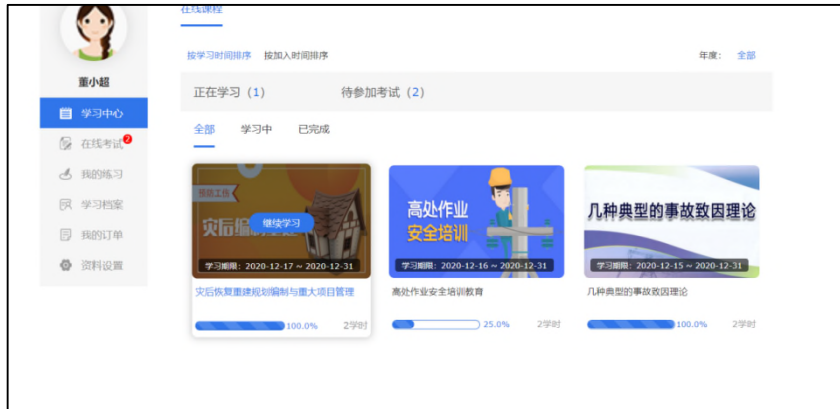 在线课程
按学习时间排序 按加入时间排序 年度： 全部
董小超
正在学习（1） 待参加考试（2）
学习中心
全部 学习中 已完成
在线考试 2
我的练习
学习档案
我的订单
资料设置
预防工作
继续学习
学习期限：2020-12-17 ~ 2020-12-31
灾后恢复重建规划编制与重大项目管理
100.0% 2学时
高处作业
安全培训
学习期限：2020-12-16 ~ 2020-12-31
高处作业安全培训教育
25.0% 2学时
几种典型的事故致因理论
学习期限：2020-12-15 ~ 2020-12-31
几种典型的事故致因理论
100.0% 2学时